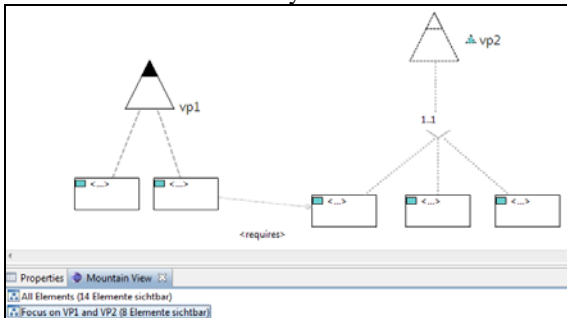 vp2
vp1
1..1
<...>
<...>
<...>
<...>
<...>
<requires>
Properties
Mountain View
All Elements (14 Elemente sichtbar)
Focus on VP1 and VP2 (8 Elemente sichtbar)